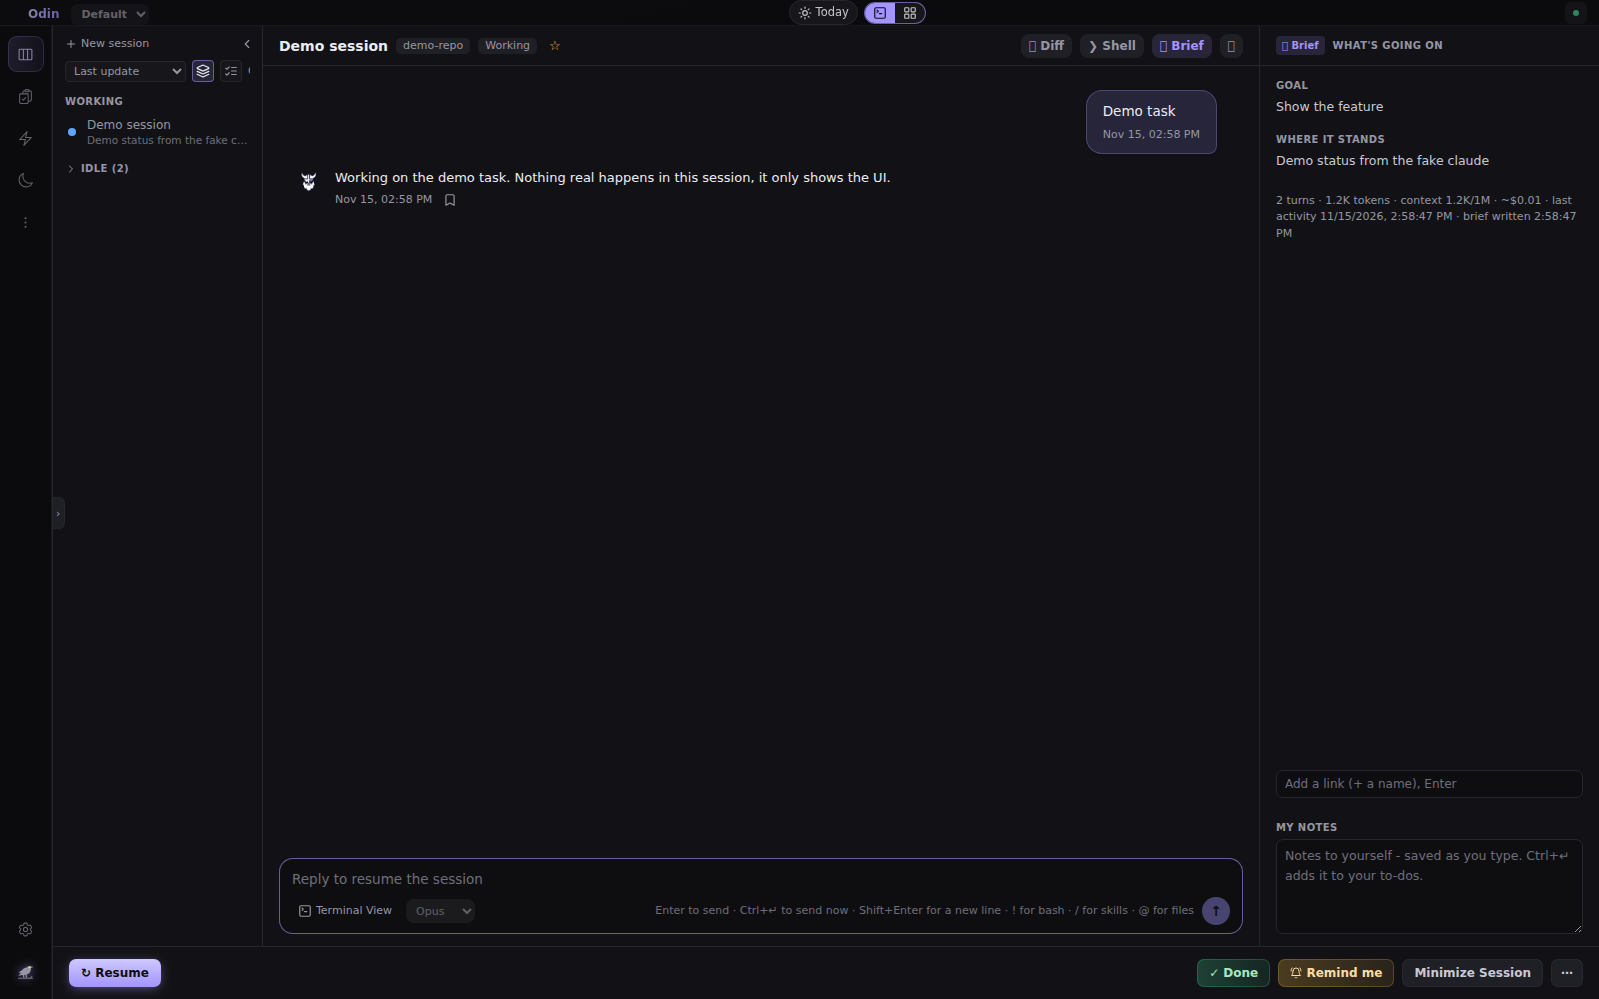 Odin
Default
Today
New session
Last update
WORKING
Demo session
Demo status from the fake c...
IDLE (2)
Demo session
demo-repo
Working
Diff
Shell
Brief
Demo task
Nov 15, 02:58 PM
Working on the demo task. Nothing real happens in this session, it only shows the UI.
Nov 15, 02:58 PM
Reply to resume the session
Terminal View
Opus
Enter to send · Ctrl+↵ to send now · Shift+Enter for a new line · ! for bash · / for skills · @ for files
Brief
WHAT'S GOING ON
GOAL
Show the feature
WHERE IT STANDS
Demo status from the fake claude
2 turns · 1.2K tokens · context 1.2K/1M · ~$0.01 · last
activity 11/15/2026, 2:58:47 PM · brief written 2:58:47
PM
Add a link (+ a name), Enter
MY NOTES
Notes to yourself - saved as you type. Ctrl+↵
adds it to your to-dos.
↻ Resume
✓ Done
Remind me
Minimize Session